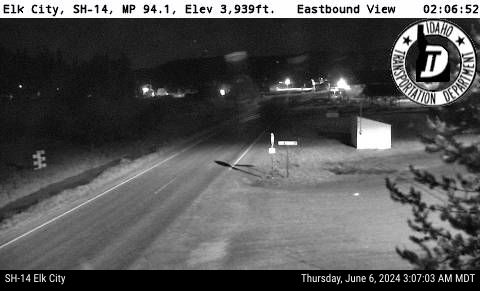 Elk City, SH-14, MP 94.1, Elev 3,939ft.   Eastbound View   02:06:52
IDAHO
TRANSPORTATION DEPARTMENT
SH-14 Elk City   Thursday, June 6, 2024 3:07:03 AM MDT